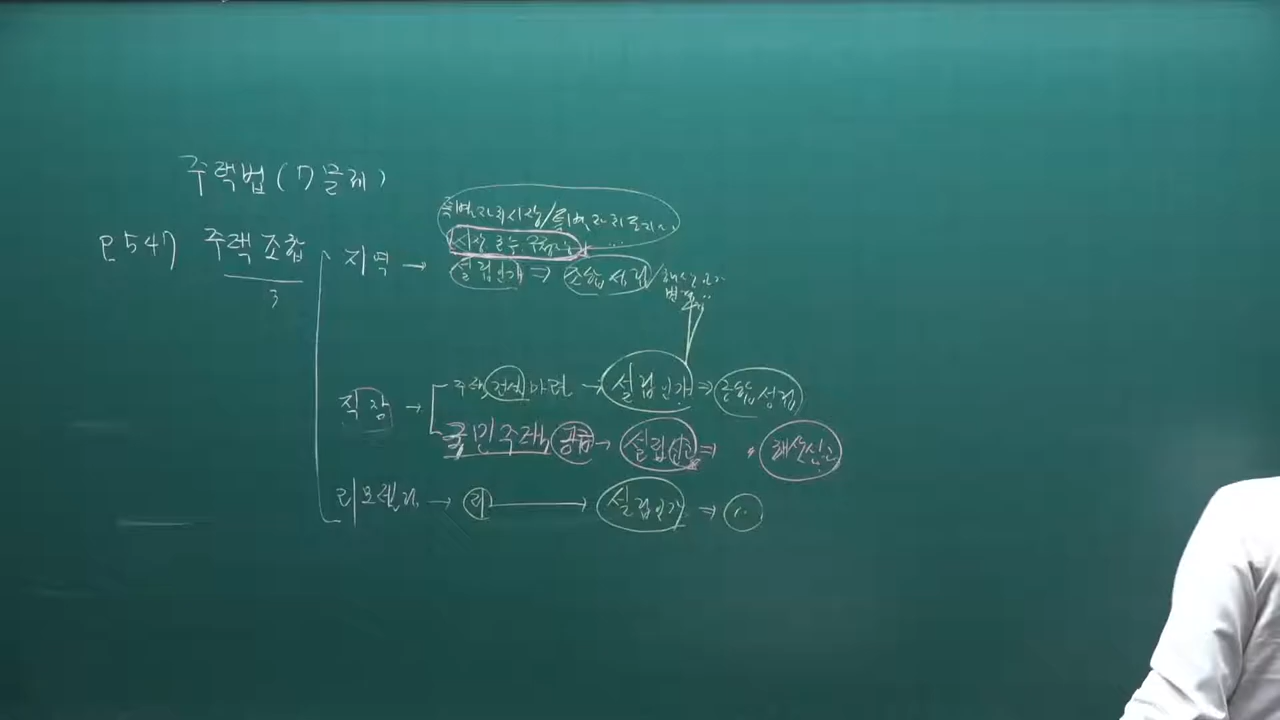 주택법 (7문제)
P.547 주택조합
3
지역 →
특별자치시장/특별자치도지사
시장·군수·구청장
설립인가 ⇒ 조합성립/해산인가
직장 → 주택건설마련 → 설립인가 ⇒ 조합성립
국민주택공급 → 설립신고 ⇒ 해산신고
리모델링 → 리 → 설립인가 ⇒ ··